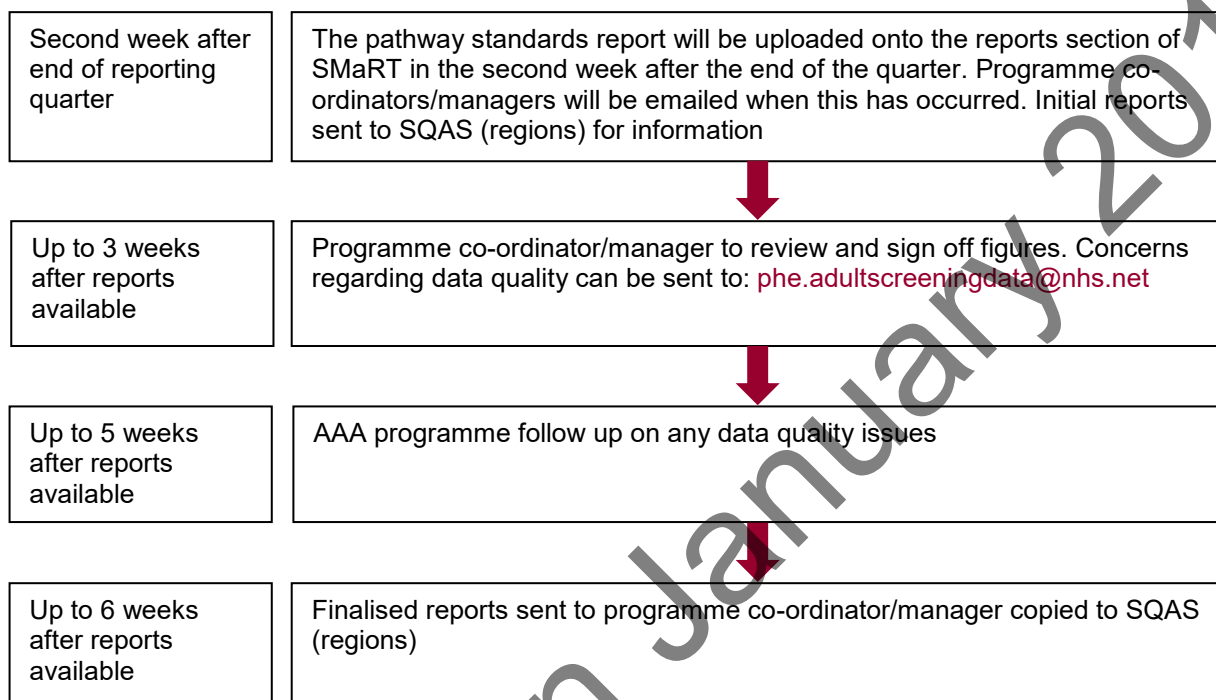 Second week after
end of reporting
quarter
The pathway standards report will be uploaded onto the reports section of
SMaRT in the second week after the end of the quarter. Programme co-
ordinators/managers will be emailed when this has occurred. Initial reports
sent to SQAS (regions) for information
Up to 3 weeks
after reports
available
Programme co-ordinator/manager to review and sign off figures. Concerns
regarding data quality can be sent to: phe.adultscreeningdata@nhs.net
Up to 5 weeks
after reports
available
AAA programme follow up on any data quality issues
Up to 6 weeks
after reports
available
Finalised reports sent to programme co-ordinator/manager copied to SQAS
(regions)
January